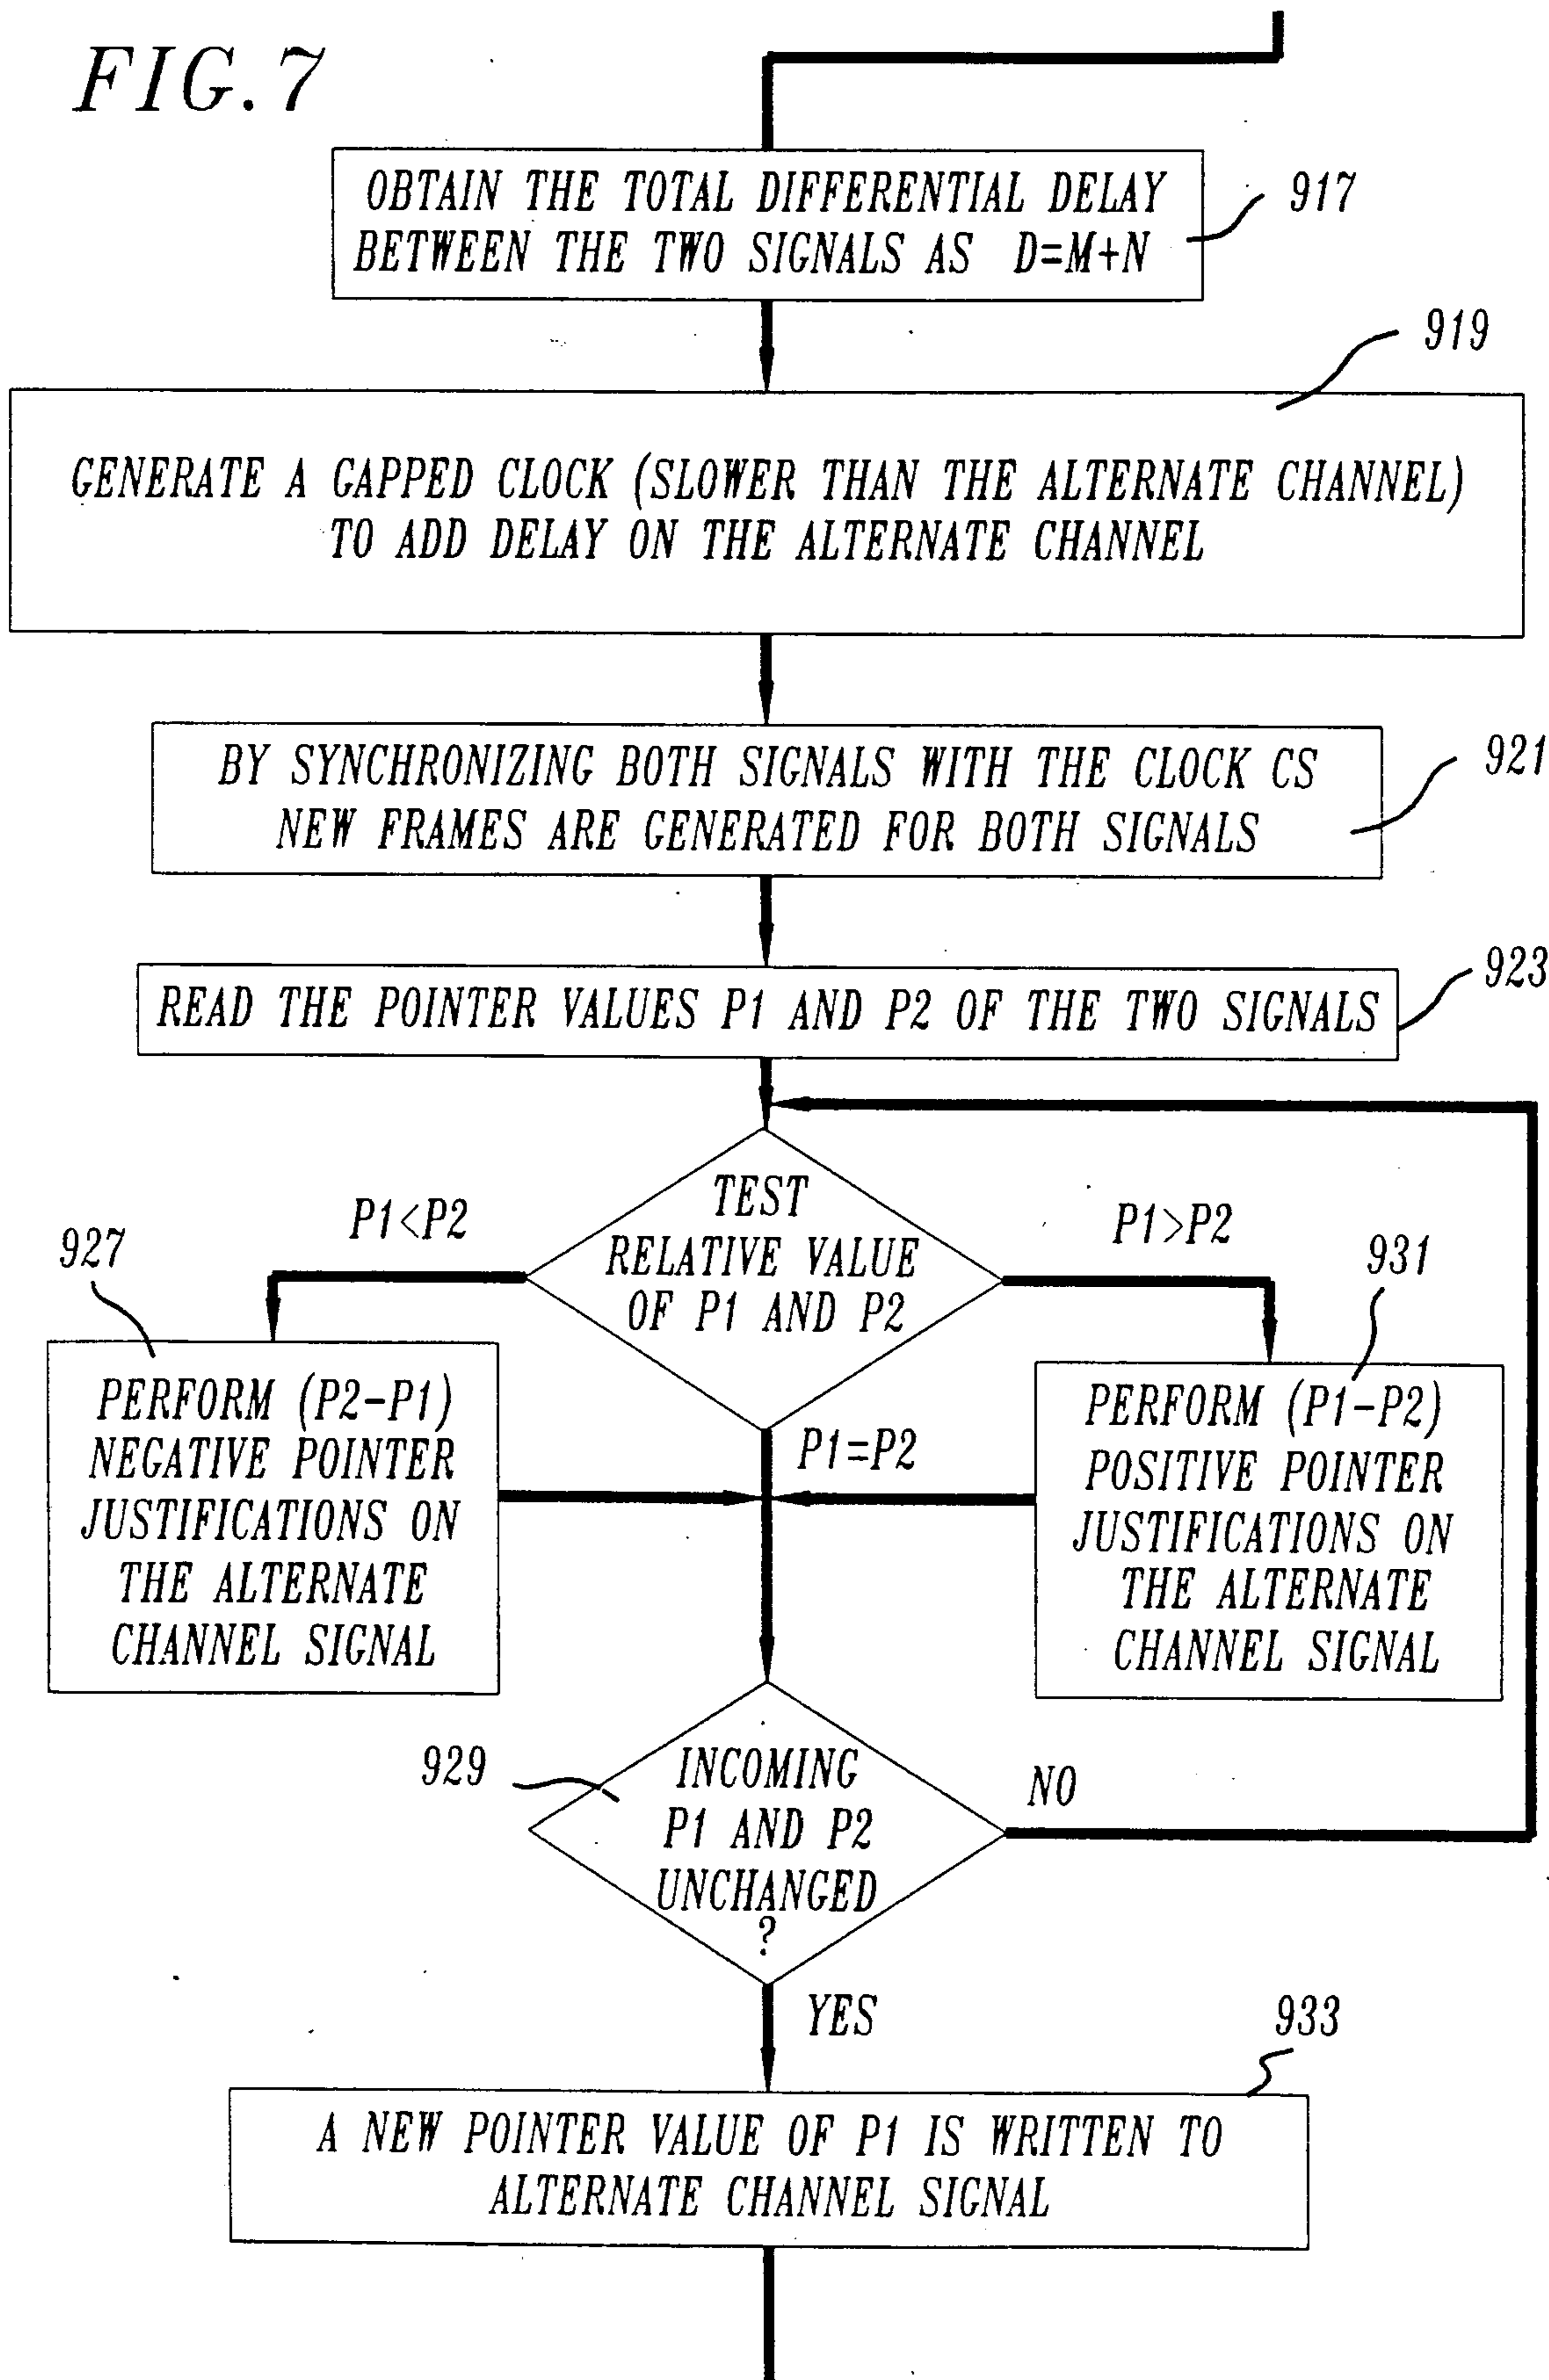 FIG. 7
OBTAIN THE TOTAL DIFFERENTIAL DELAY
BETWEEN THE TWO SIGNALS AS D=M+N
917
919
GENERATE A GAPPED CLOCK (SLOWER THAN THE ALTERNATE CHANNEL)
TO ADD DELAY ON THE ALTERNATE CHANNEL
BY SYNCHRONIZING BOTH SIGNALS WITH THE CLOCK CS
NEW FRAMES ARE GENERATED FOR BOTH SIGNALS
921
READ THE POINTER VALUES P1 AND P2 OF THE TWO SIGNALS
923
TEST
RELATIVE VALUE
OF P1 AND P2
P1<P2
P1>P2
927
931
PERFORM (P2-P1)
NEGATIVE POINTER
JUSTIFICATIONS ON
THE ALTERNATE
CHANNEL SIGNAL
P1=P2
PERFORM (P1-P2)
POSITIVE POINTER
JUSTIFICATIONS ON
THE ALTERNATE
CHANNEL SIGNAL
929
INCOMING
P1 AND P2
UNCHANGED
?
NO
YES
933
A NEW POINTER VALUE OF P1 IS WRITTEN TO
ALTERNATE CHANNEL SIGNAL